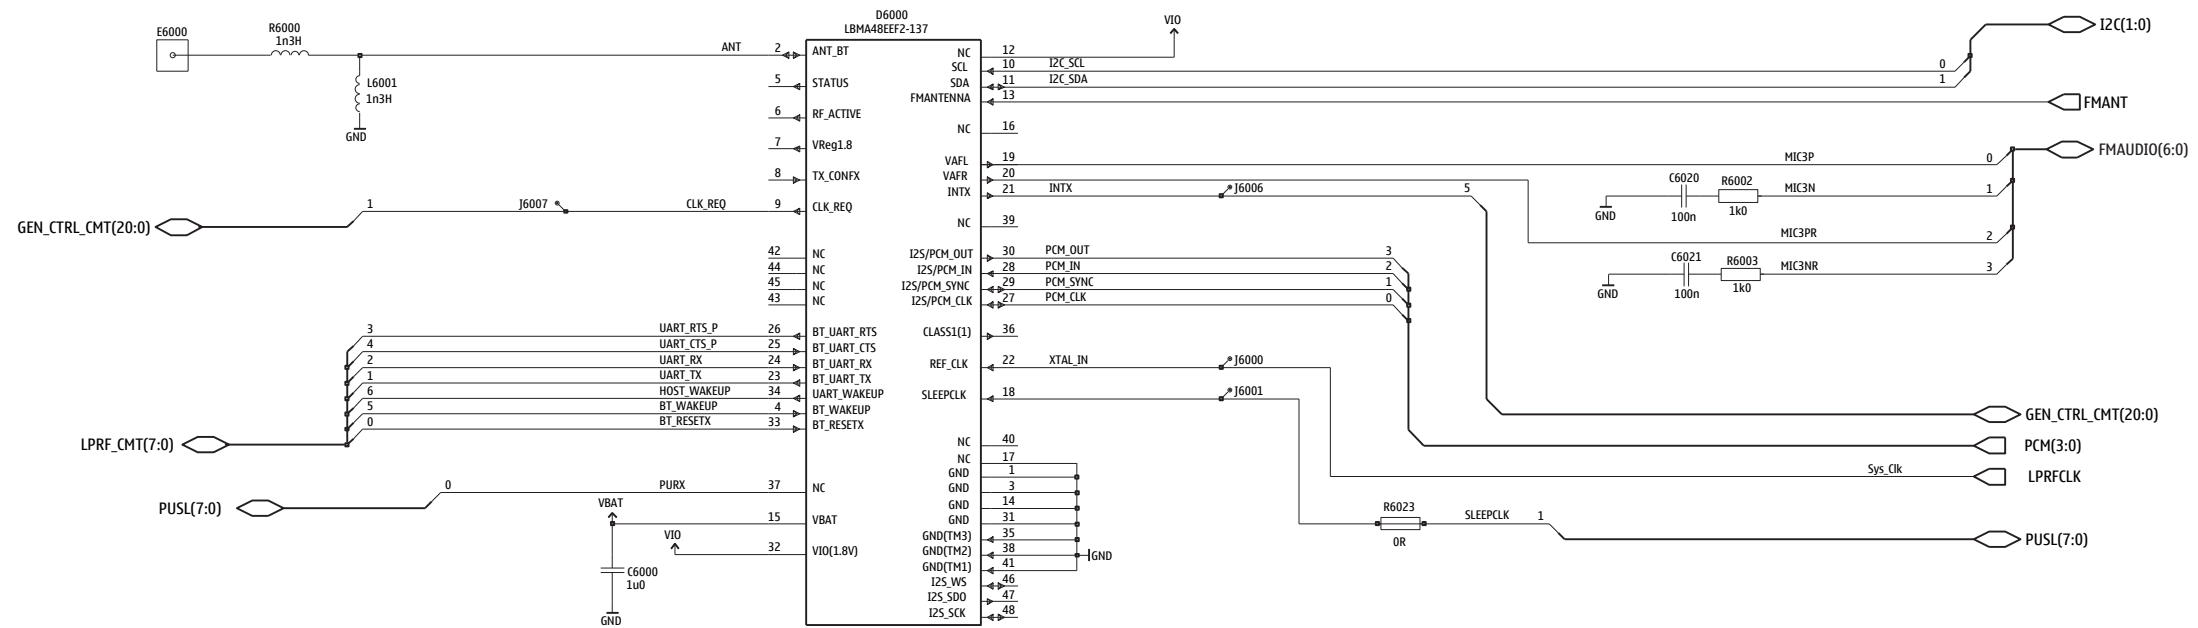 D6000
LBMA48EEF2-137
E6000
R6000
1n3H
L6001
1n3H
GND
ANT 2 ANT_BT
5 STATUS
6 RF_ACTIVE
7 VReg1.8
8 TX_CONFX
GEN_CTRL_CMT(20:0)
1 J6007 CLK_REQ 9 CLK_REQ
42 NC
44 NC
45 NC
43 NC
3 UART_RTS_P 26 BT_UART_RTS
4 UART_CTS_P 25 BT_UART_CTS
2 UART_RX 24 BT_UART_RX
1 UART_TX 23 BT_UART_TX
6 HOST_WAKEUP 34 UART_WAKEUP
5 BT_WAKEUP 4 BT_WAKEUP
0 BT_RESETX 33 BT_RESETX
LPRF_CMT(7:0)
PUSL(7:0)
0 PURX 37 NC
VBAT
15 VBAT
VIO
32 VIO(1.8V)
C6000
1u0
GND
VIO
NC 12
SCL 10 I2C_SCL 0
SDA 11 I2C_SDA 1
I2C(1:0)
FMANTENNA 13
FMANT
NC 16
VAFL 19 MIC3P 0
FMAUDIO(6:0)
VAFR 20
INTX 21 INTX J6006 5
C6020
100n
R6002
1k0
MIC3N 1
GND
NC 39
MIC3PR 2
C6021
100n
R6003
1k0
MIC3NR 3
GND
I2S/PCM_OUT 30 PCM_OUT 3
I2S/PCM_IN 28 PCM_IN 2
I2S/PCM_SYNC 29 PCM_SYNC 1
I2S/PCM_CLK 27 PCM_CLK 0
CLASS1(1) 36
REF_CLK 22 XTAL_IN J6000
SLEEPCLK 18 J6001
GEN_CTRL_CMT(20:0)
PCM(3:0)
Sys_Clk LPRFCLK
R6023
0R
SLEEPCLK 1
PUSL(7:0)
NC 40
NC 17
GND 1
GND 3
GND 14
GND 31
GND(TM3) 35
GND(TM2) 38
GND
GND(TM1) 41
I2S_WS 46
I2S_SDO 47
I2S_SCK 48